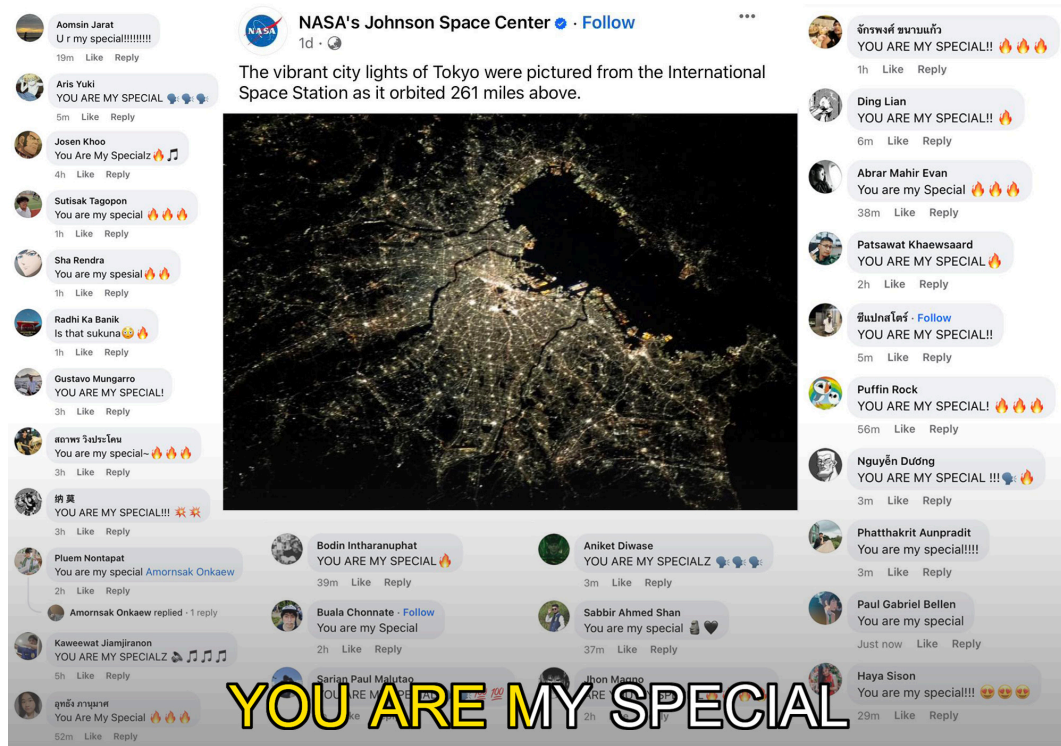 Aomsin Jarat
U r my special!!!!!!!!!!
19m Like Reply
Aris Yuki
YOU ARE MY SPECIAL 🗣️🗣️🗣️
5m Like Reply
Josen Khoo
You Are My Specialz🔥🎵
4h Like Reply
Sutisak Tagopon
You are my special 🔥🔥🔥
1h Like Reply
Sha Rendra
You are my spesial🔥🔥
1h Like Reply
Radhi Ka Banik
Is that sukuna😳🔥
1h Like Reply
Gustavo Mungarro
YOU ARE MY SPECIAL!
3h Like Reply
สถาพร วิงประโคน
You are my special~🔥🔥🔥
3h Like Reply
纳 莫
YOU ARE MY SPECIAL!!! 💥💥
3h Like Reply
Pluem Nontapat
You are my special Amornsak Onkaew
2h Like Reply
Amornsak Onkaew replied · 1 reply
Kaweewat Jiamjiranon
YOU ARE MY SPECIALZ 🔊🎵🎵🎵
5h Like Reply
อุทธัง ภานุมาศ
You Are My Special 🔥🔥🔥
52m Like Reply
NASA
NASA's Johnson Space Center · Follow
1d ·
The vibrant city lights of Tokyo were pictured from the International
Space Station as it orbited 261 miles above.
Bodin Intharanuphat
YOU ARE MY SPECIAL🔥
39m Like Reply
Buala Chonnate · Follow
You are my Special
2h Like Reply
Sarian Paul Malutao
Aniket Diwase
YOU ARE MY SPECIALZ 🗣️🗣️🗣️
3m Like Reply
Sabbir Ahmed Shan
You are my special 🗿🖤
37m Like Reply
Jhon Magno
2h
จักรพงศ์ ขนาบแก้ว
YOU ARE MY SPECIAL!! 🔥🔥🔥
1h Like Reply
Ding Lian
YOU ARE MY SPECIAL!! 🔥
6m Like Reply
Abrar Mahir Evan
You are my Special 🔥🔥🔥
38m Like Reply
Patsawat Khaewsaard
YOU ARE MY SPECIAL🔥
2h Like Reply
ซีแปกสโตร์ · Follow
YOU ARE MY SPECIAL!!
5m Like Reply
Puffin Rock
YOU ARE MY SPECIAL! 🔥🔥🔥
56m Like Reply
Nguyễn Dương
YOU ARE MY SPECIAL !!!🗣️🔥
3m Like Reply
Phatthakrit Aunpradit
You are my special!!!!
3m Like Reply
Paul Gabriel Bellen
You are my special
Just now Like Reply
Haya Sison
You are my special!!! 😍😍😍
29m Like Reply
YOU ARE MY SPECIAL